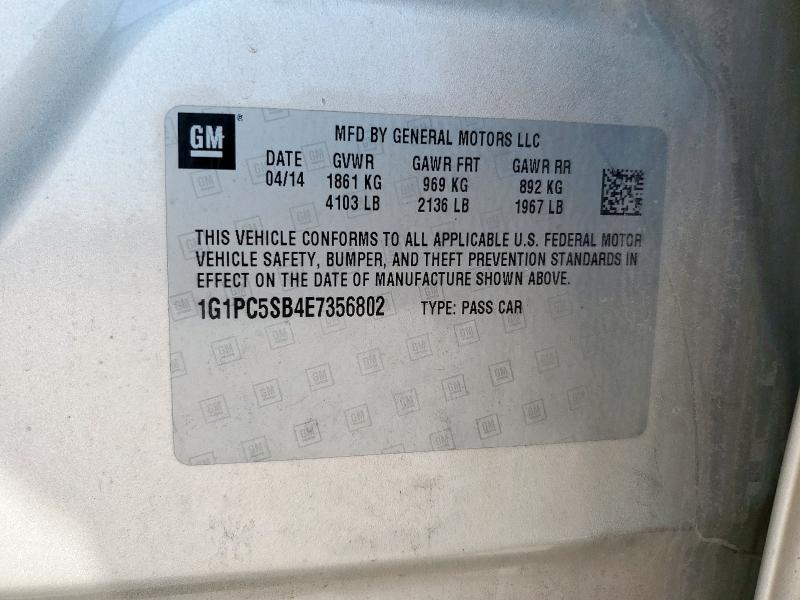 GM ®
MFD BY GENERAL MOTORS LLC
DATE GVWR GAWR FRT GAWR RR
04/14 1861 KG 969 KG 892 KG
4103 LB 2136 LB 1967 LB
THIS VEHICLE CONFORMS TO ALL APPLICABLE U.S. FEDERAL MOTOR
VEHICLE SAFETY, BUMPER, AND THEFT PREVENTION STANDARDS IN
EFFECT ON THE DATE OF MANUFACTURE SHOWN ABOVE.
1G1PC5SB4E7356802 TYPE: PASS CAR